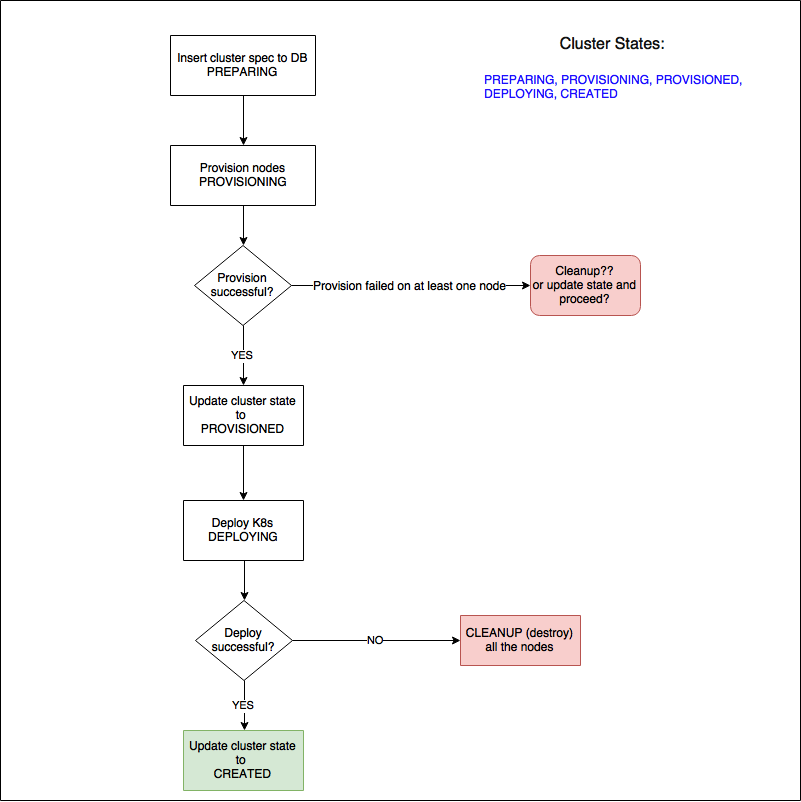 Cluster States:
PREPARING, PROVISIONING, PROVISIONED,
DEPLOYING, CREATED
Insert cluster spec to DB
PREPARING
Provision nodes
PROVISIONING
Provision
successful?
Provision failed on at least one node
Cleanup??
or update state and
proceed?
YES
Update cluster state
to
PROVISIONED
Deploy K8s
DEPLOYING
Deploy
successful?
NO
CLEANUP (destroy)
all the nodes
YES
Update cluster state
to
CREATED